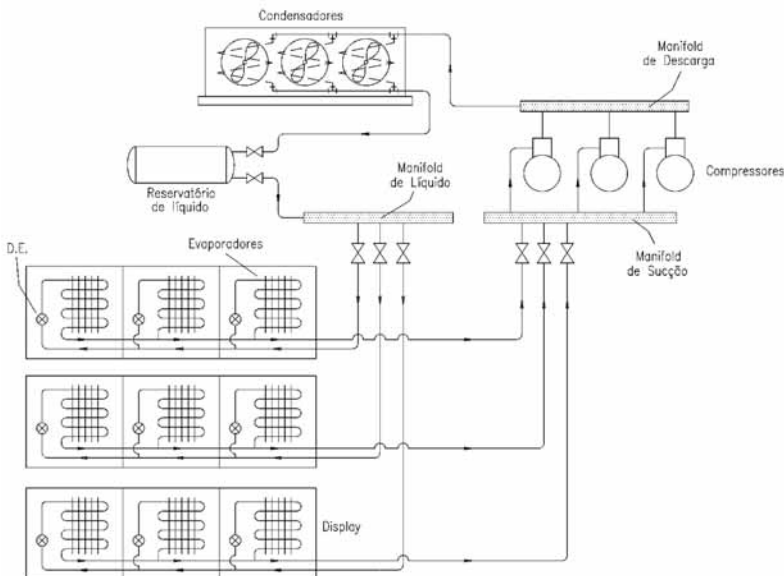 Condensadores
Manifold
de Descarga
Compressores
Reservatório
de líquido
Manifold
de Líquido
Manifold
de Sucção
D.E.
Evaporadores
Display